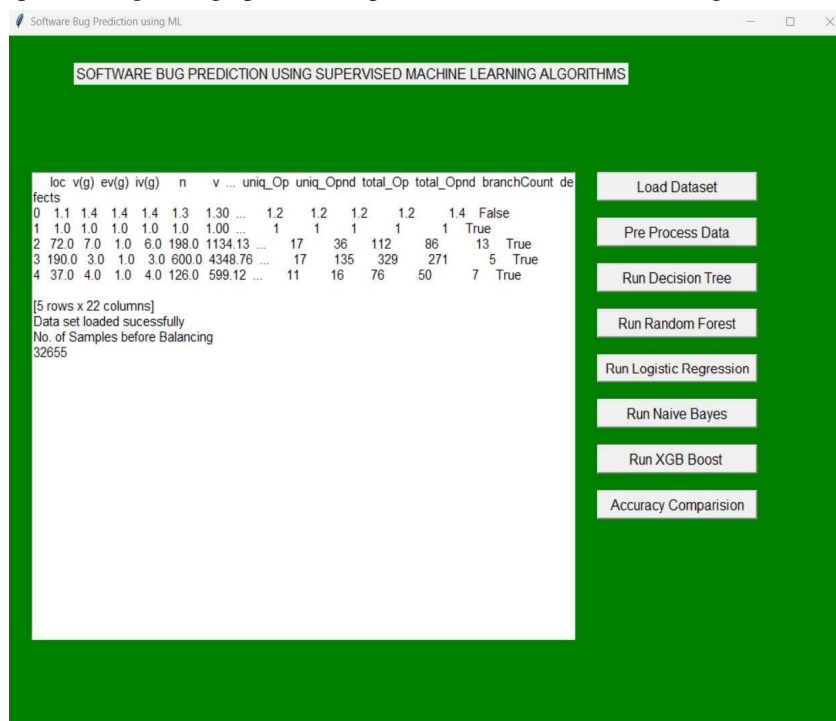 Software Bug Prediction using ML
SOFTWARE BUG PREDICTION USING SUPERVISED MACHINE LEARNING ALGORITHMS
loc v(g) ev(g) iv(g) n v ... uniq_Op uniq_Opnd total_Op total_Opnd branchCount de
fects
0 1.1 1.4 1.4 1.4 1.3 1.30 ... 1.2 1.2 1.2 1.2 1.4 False
1 1.0 1.0 1.0 1.0 1.0 1.00 ... 1 1 1 1 1 True
2 72.0 7.0 1.0 6.0 198.0 1134.13 ... 17 36 112 86 13 True
3 190.0 3.0 1.0 3.0 600.0 4348.76 ... 17 135 329 271 5 True
4 37.0 4.0 1.0 4.0 126.0 599.12 ... 11 16 76 50 7 True
[5 rows x 22 columns]
Data set loaded sucessfully
No. of Samples before Balancing
32655
Load Dataset
Pre Process Data
Run Decision Tree
Run Random Forest
Run Logistic Regression
Run Naive Bayes
Run XGB Boost
Accuracy Comparision